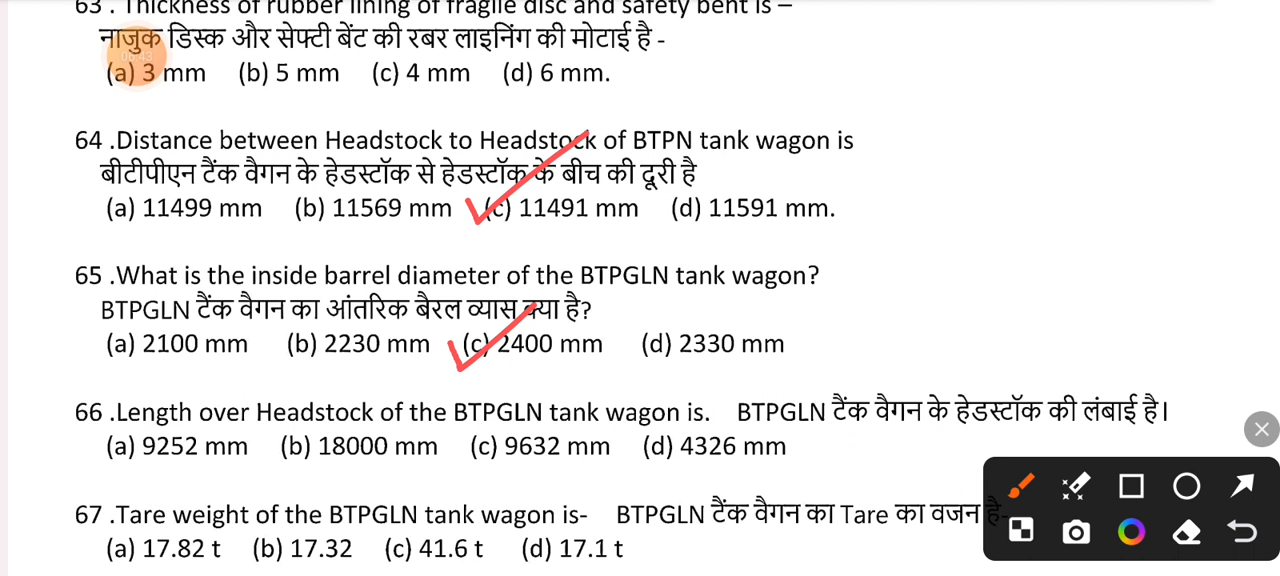 63 . Thickness of rubber lining of fragile disc and safety bent is –
नाजुक डिस्क और सेफ्टी बेंट की रबर लाइनिंग की मोटाई है -
(a) 3 mm (b) 5 mm (c) 4 mm (d) 6 mm.
64 .Distance between Headstock to Headstock of BTPN tank wagon is
बीटीपीएन टैंक वैगन के हेडस्टॉक से हेडस्टॉक के बीच की दूरी है
(a) 11499 mm (b) 11569 mm (c) 11491 mm (d) 11591 mm.
65 .What is the inside barrel diameter of the BTPGLN tank wagon?
BTPGLN टैंक वैगन का आंतरिक बैरल व्यास क्या है?
(a) 2100 mm (b) 2230 mm (c) 2400 mm (d) 2330 mm
66 .Length over Headstock of the BTPGLN tank wagon is. BTPGLN टैंक वैगन के हेडस्टॉक की लंबाई है।
(a) 9252 mm (b) 18000 mm (c) 9632 mm (d) 4326 mm
67 .Tare weight of the BTPGLN tank wagon is- BTPGLN टैंक वैगन का Tare का वजन है-
(a) 17.82 t (b) 17.32 (c) 41.6 t (d) 17.1 t